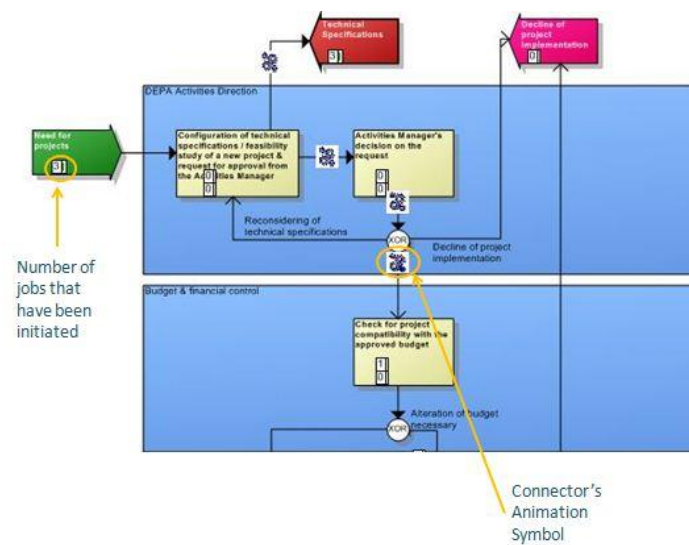 Technical
Specifications
3
Decline of
project
implementation
0
DEPA Activities Direction
Need for
projects
3
Configuration of technical
specifications / feasibility
study of a new project &
request for approval from
the Activities Manager
0
0
Activities Manager's
decision on the
request
0
0
Reconsidering of
technical specifications
XOR
Decline of project
implementation
Number of
jobs that
have been
initiated
Budget & financial control
Check for project
compatibility with the
approved budget
1
0
Alteration of budget
necessary
XOR
Connector's
Animation
Symbol